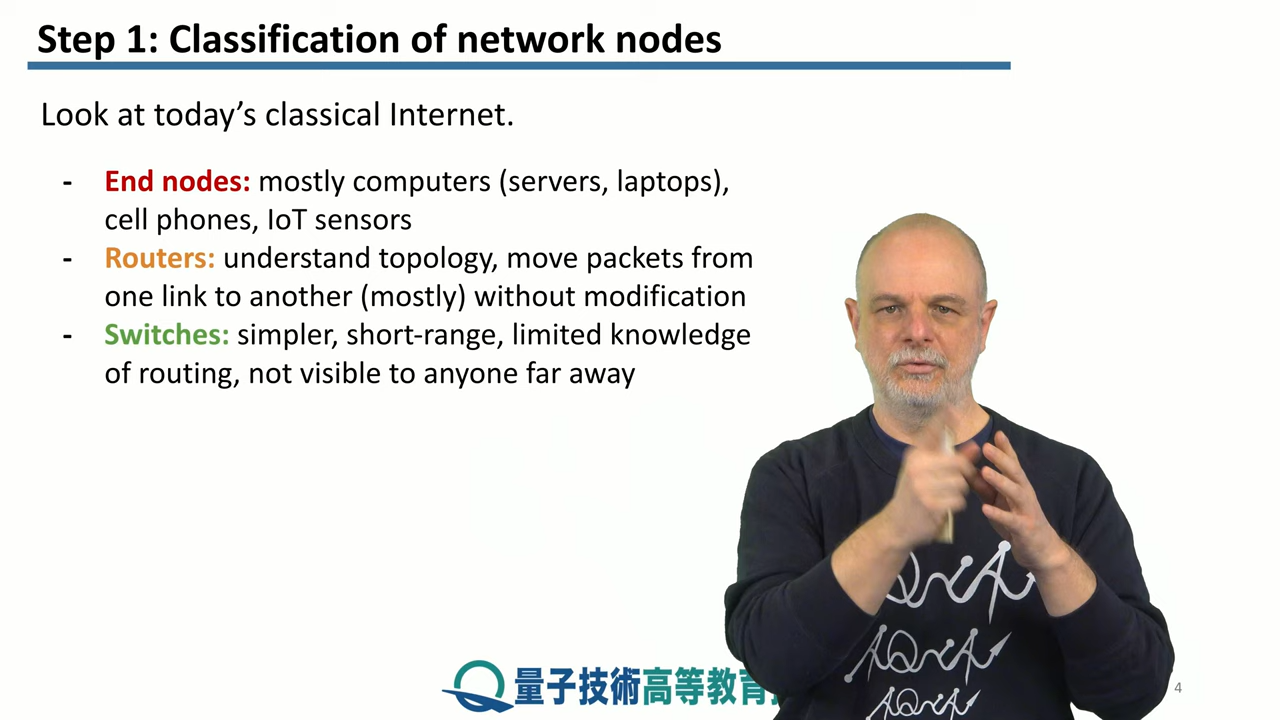 Step 1: Classification of network nodes
Look at today’s classical Internet.
- End nodes: mostly computers (servers, laptops),
cell phones, IoT sensors
- Routers: understand topology, move packets from
one link to another (mostly) without modification
- Switches: simpler, short-range, limited knowledge
of routing, not visible to anyone far away
量子技術高等教育
4